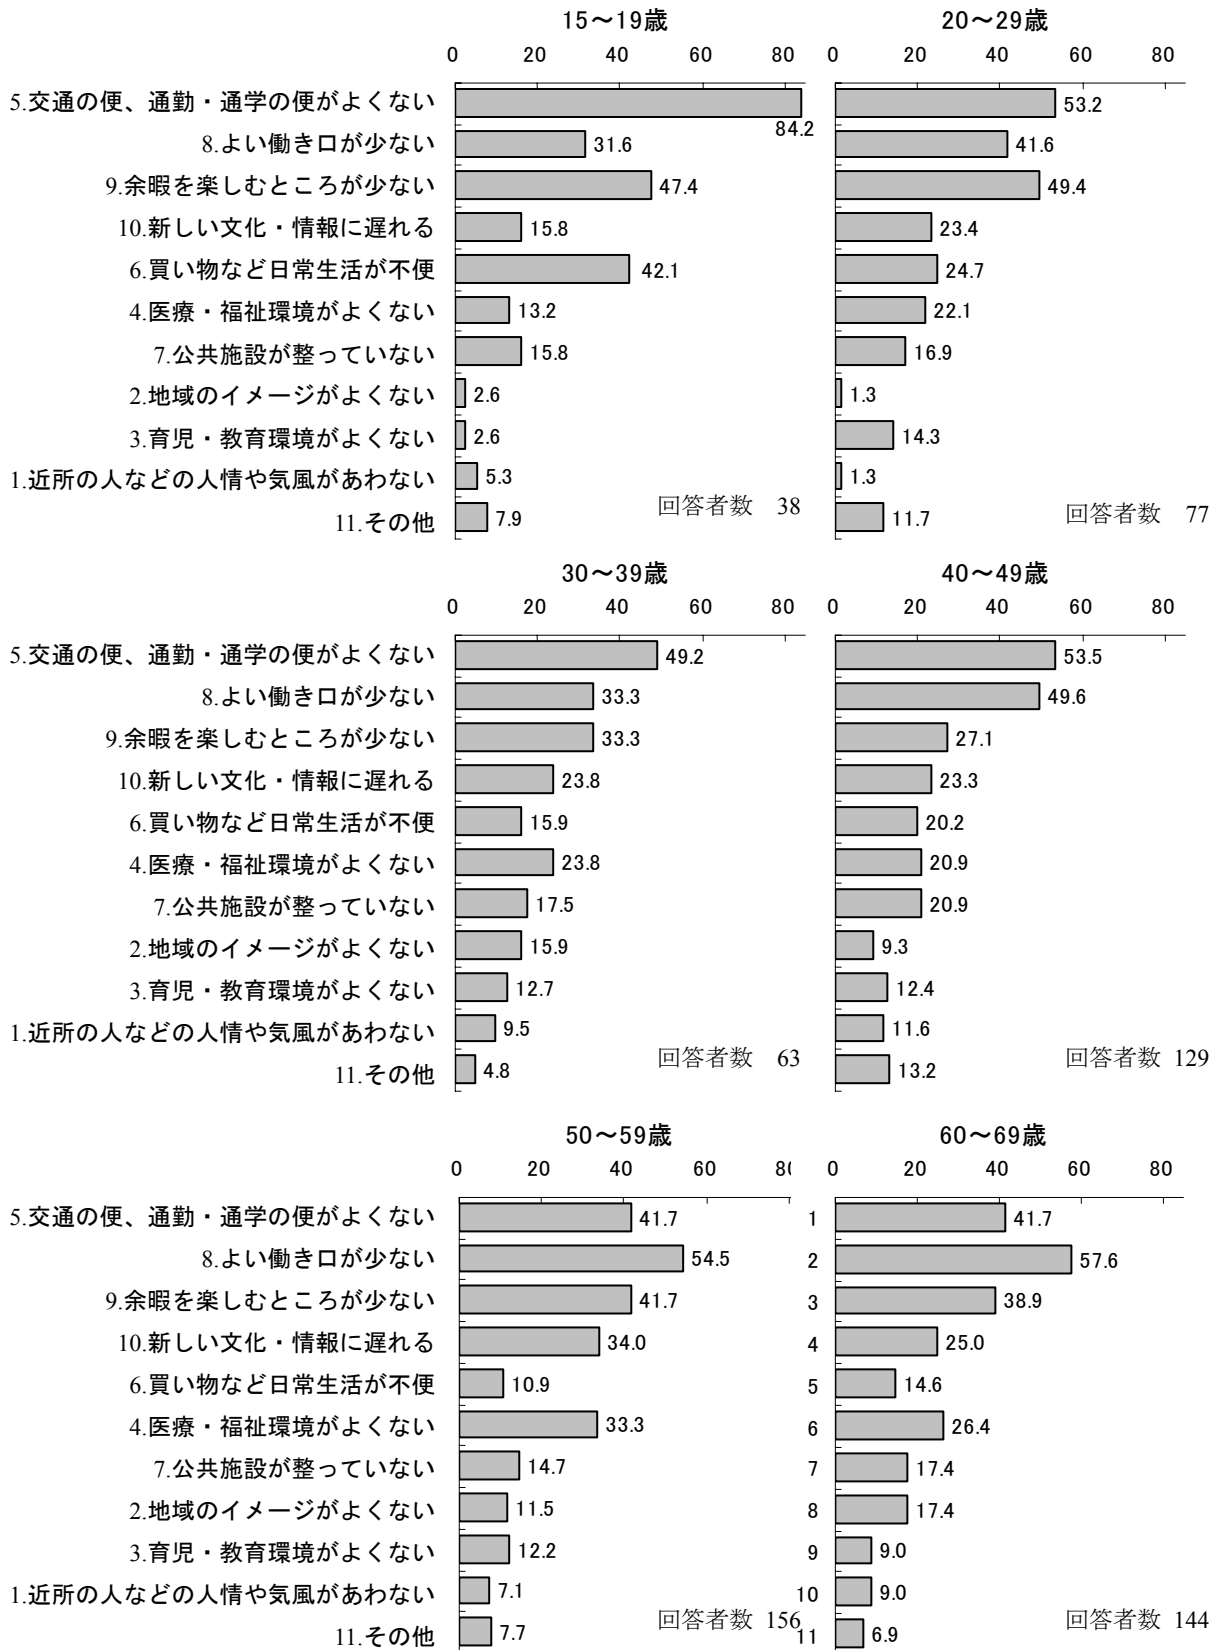 15～19歳 20～29歳
0 20 40 60 80 0 20 40 60 80
5.交通の便、通勤・通学の便がよくない 84.2 53.2
8.よい働き口が少ない 31.6 41.6
9.余暇を楽しむところが少ない 47.4 49.4
10.新しい文化・情報に遅れる 15.8 23.4
6.買い物など日常生活が不便 42.1 24.7
4.医療・福祉環境がよくない 13.2 22.1
7.公共施設が整っていない 15.8 16.9
2.地域のイメージがよくない 2.6 1.3
3.育児・教育環境がよくない 2.6 14.3
1.近所の人などの人情や気風があわない 5.3 1.3
11.その他 7.9 回答者数 38 11.7 回答者数 77
30～39歳 40～49歳
0 20 40 60 80 0 20 40 60 80
5.交通の便、通勤・通学の便がよくない 49.2 53.5
8.よい働き口が少ない 33.3 49.6
9.余暇を楽しむところが少ない 33.3 27.1
10.新しい文化・情報に遅れる 23.8 23.3
6.買い物など日常生活が不便 15.9 20.2
4.医療・福祉環境がよくない 23.8 20.9
7.公共施設が整っていない 17.5 20.9
2.地域のイメージがよくない 15.9 9.3
3.育児・教育環境がよくない 12.7 12.4
1.近所の人などの人情や気風があわない 9.5 11.6
11.その他 4.8 回答者数 63 13.2 回答者数 129
50～59歳 60～69歳
0 20 40 60 80 0 20 40 60 80
5.交通の便、通勤・通学の便がよくない 41.7 1 41.7
8.よい働き口が少ない 54.5 2 57.6
9.余暇を楽しむところが少ない 41.7 3 38.9
10.新しい文化・情報に遅れる 34.0 4 25.0
6.買い物など日常生活が不便 10.9 5 14.6
4.医療・福祉環境がよくない 33.3 6 26.4
7.公共施設が整っていない 14.7 7 17.4
2.地域のイメージがよくない 11.5 8 17.4
3.育児・教育環境がよくない 12.2 9 9.0
1.近所の人などの人情や気風があわない 7.1 10 9.0
11.その他 7.7 回答者数 156 11 6.9 回答者数 144